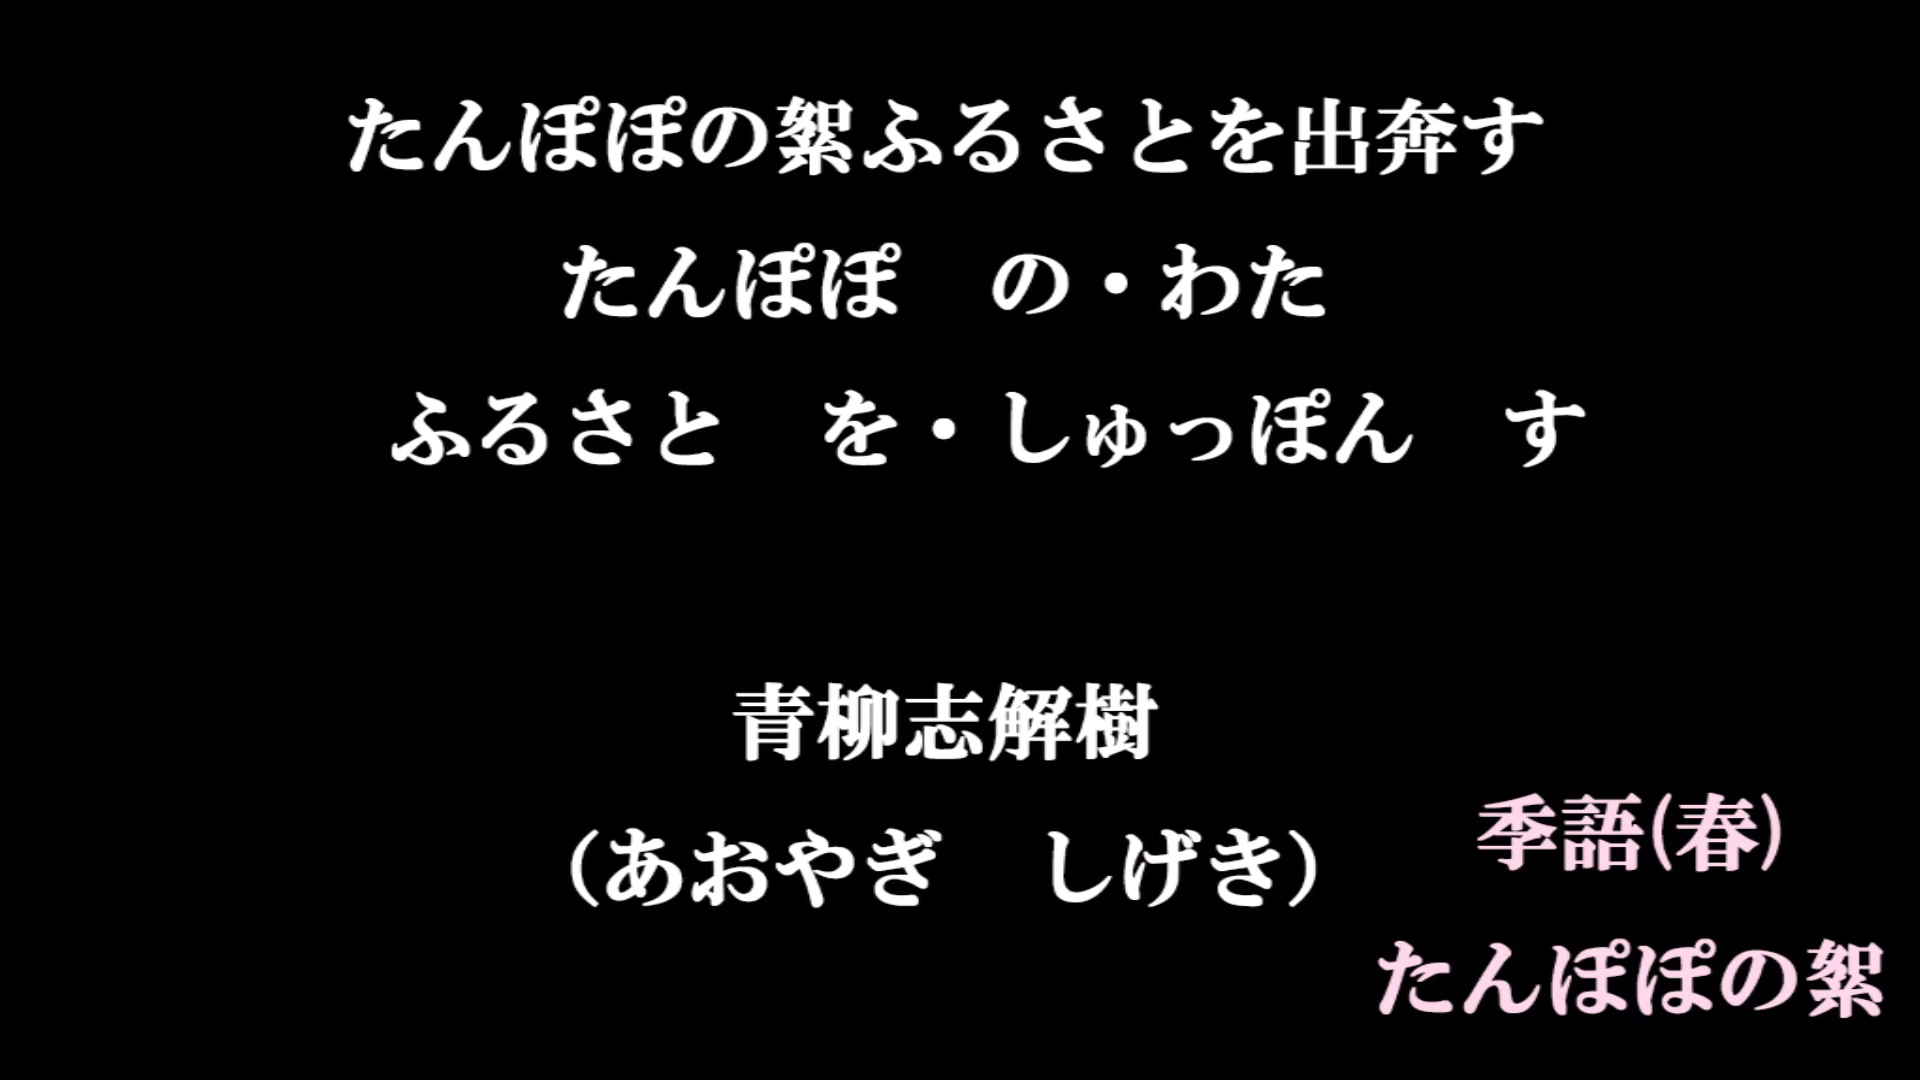 たんぽぽの絮ふるさとを出奔す
たんぽぽ　の・わた
ふるさと　を・しゅっぽん　す
青柳志解樹
（あおやぎ　しげき）
季語(春)
たんぽぽの絮